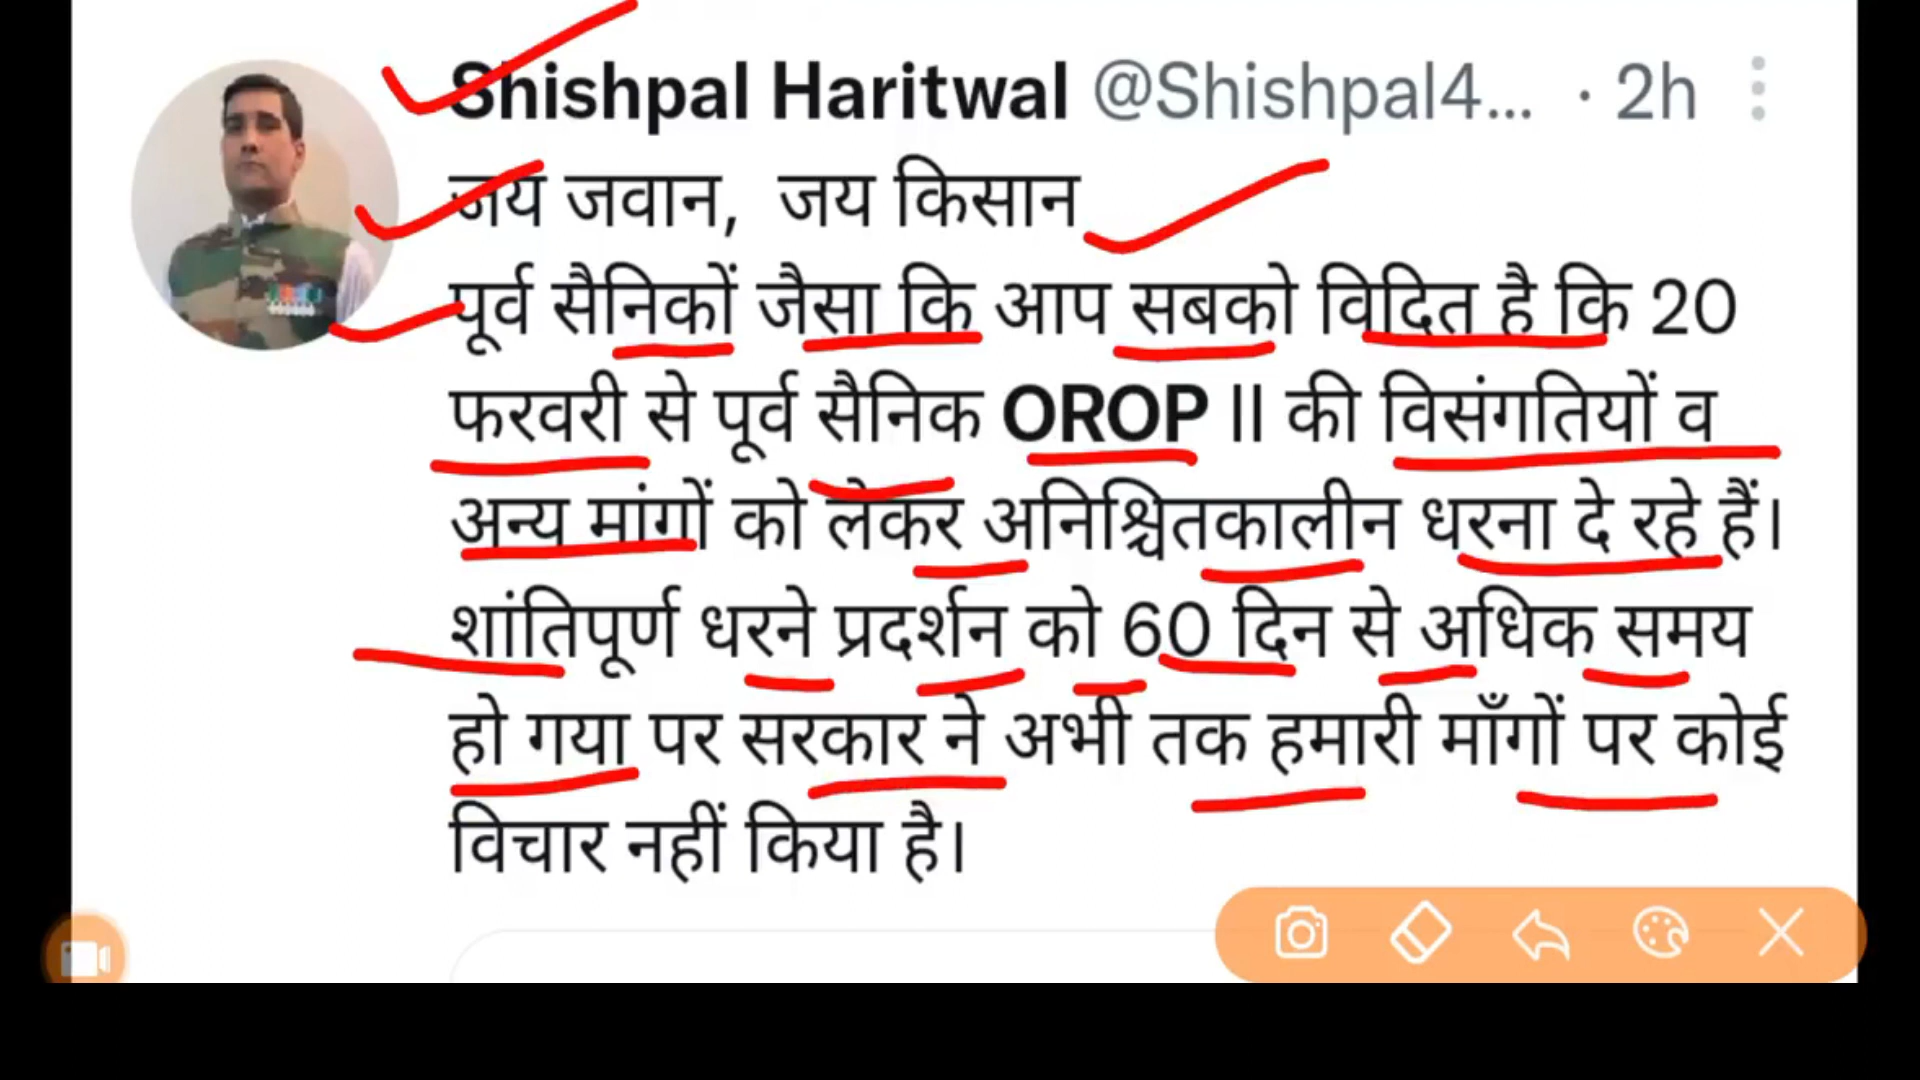 Shishpal Haritwal @Shishpal4... · 2h
जय जवान, जय किसान
पूर्व सैनिकों जैसा कि आप सबको विदित है कि 20
फरवरी से पूर्व सैनिक OROP II की विसंगतियों व
अन्य मांगों को लेकर अनिश्चितकालीन धरना दे रहे हैं।
शांतिपूर्ण धरने प्रदर्शन को 60 दिन से अधिक समय
हो गया पर सरकार ने अभी तक हमारी माँगों पर कोई
विचार नहीं किया है।